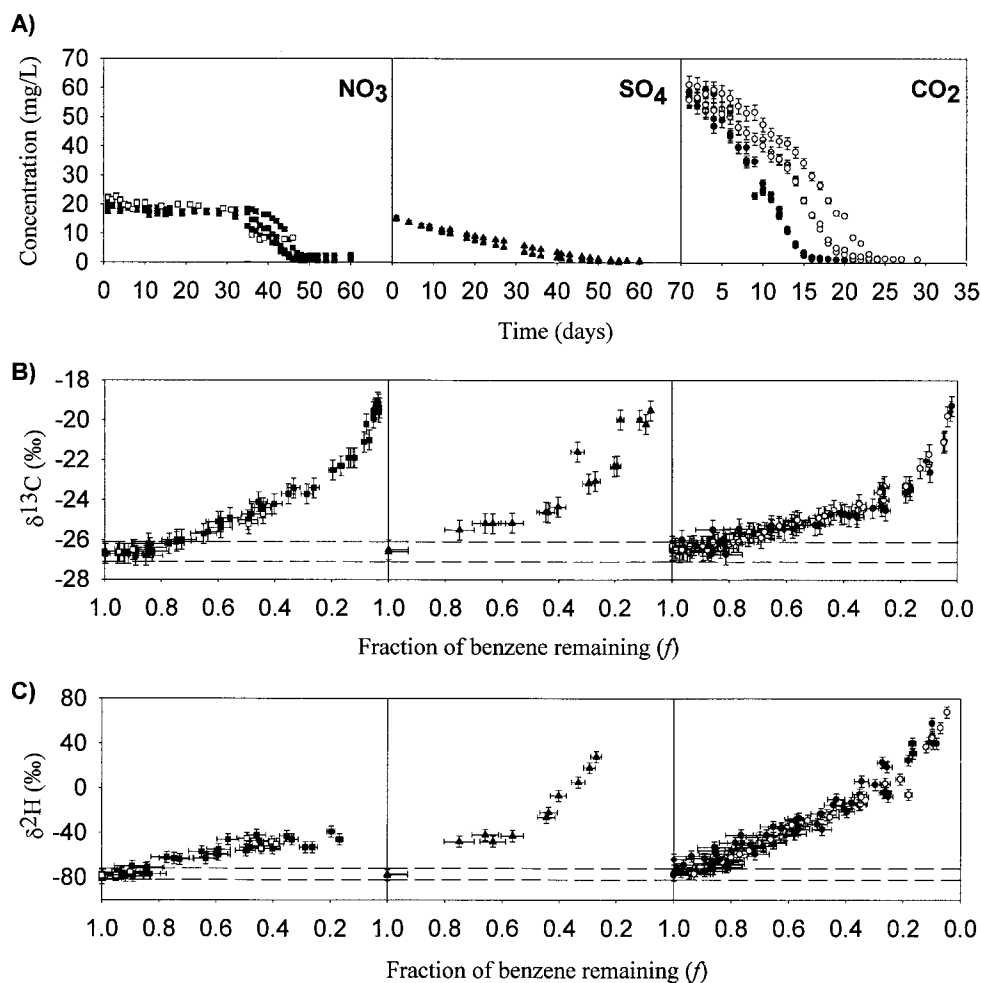 A)
70
60
50
40
30
20
10
0
Concentration (mg/L)
NO3
SO4
CO2
0 10 20 30 40 50 60 0 10 20 30 40 50 60 70 5 10 15 20 25 30 35
Time (days)
B)
-18
-20
-22
-24
-26
-28
δ13C (‰)
1.0 0.8 0.6 0.4 0.2 1.0 0.8 0.6 0.4 0.2 1.0 0.8 0.6 0.4 0.2 0.0
Fraction of benzene remaining (f)
C)
80
40
0
-40
-80
δ2H (‰)
1.0 0.8 0.6 0.4 0.2 1.0 0.8 0.6 0.4 0.2 1.0 0.8 0.6 0.4 0.2 0.0
Fraction of benzene remaining (f)